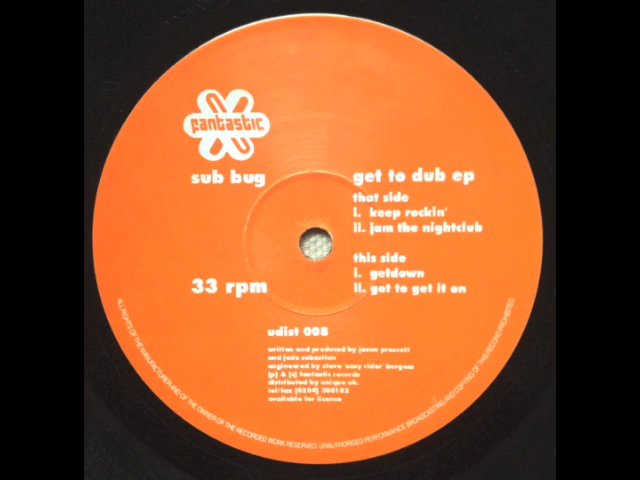 fantastic
sub bug
get to dub ep
that side
i. keep rockin'
ii. jam the nightclub
this side
i. getdown
ii. got to get it on
33 rpm
udist 008
written and produced by jason prescott
and jude sebastian
engineered by steve 'easy rider' burgess
[p] & [c] fantastic records
distributed by unique uk.
tel/fax (0204) 380182
available for licence
ALL RIGHTS OF THE MANUFACTURER AND OF THE OWNER OF THE RECORDED WORK RESERVED. UNAUTHORISED PERFORMANCE BROADCASTING AND COPYING OF THIS RECORD PROHIBITED